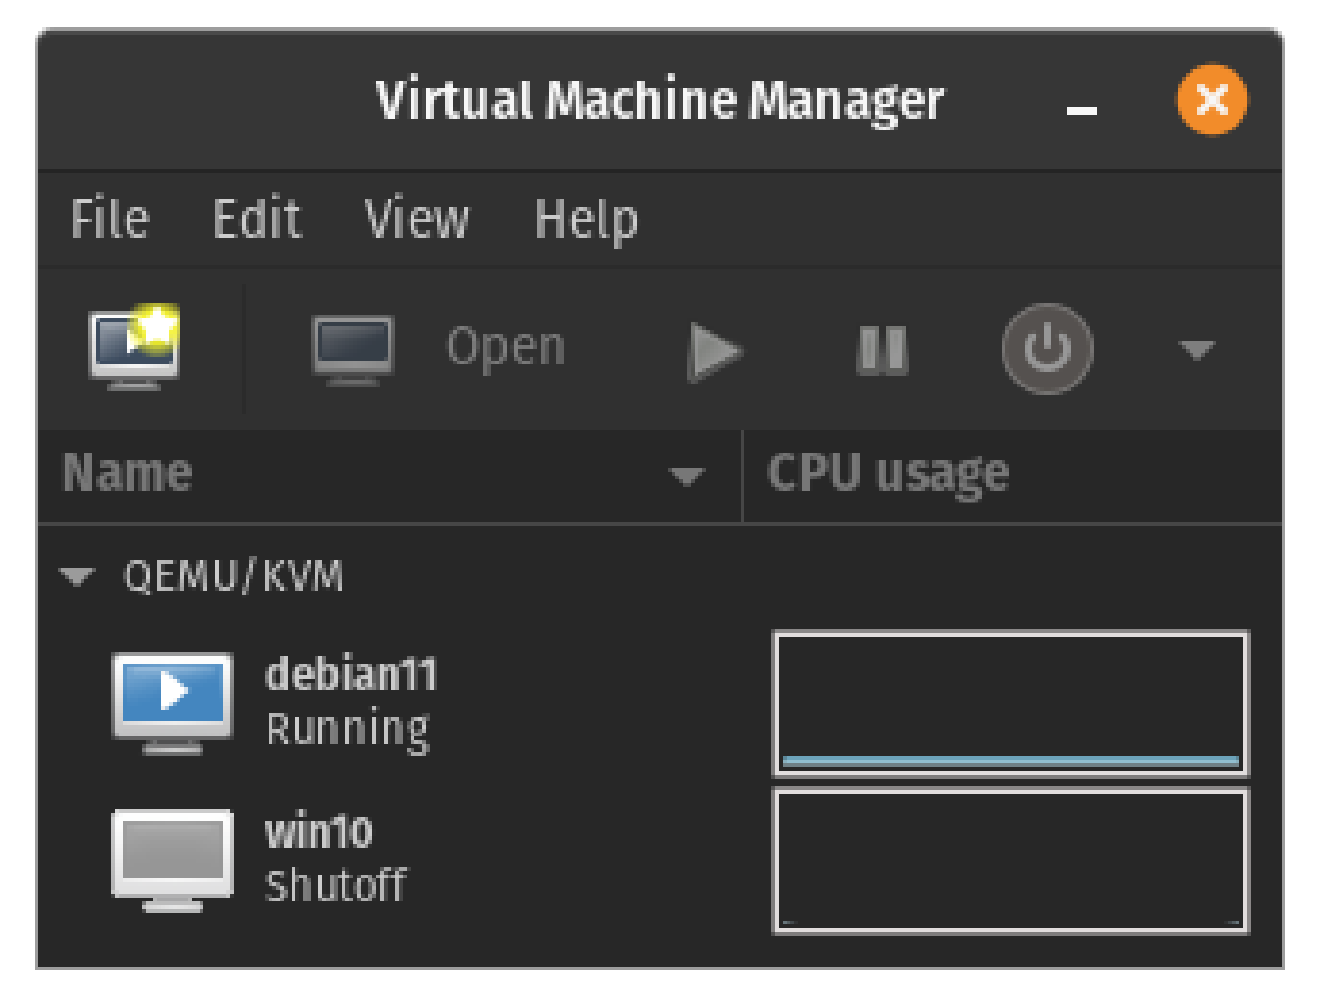 Virtual Machine Manager
File Edit View Help
Open
Name CPU usage
QEMU/KVM
debian11
Running
win10
Shutoff